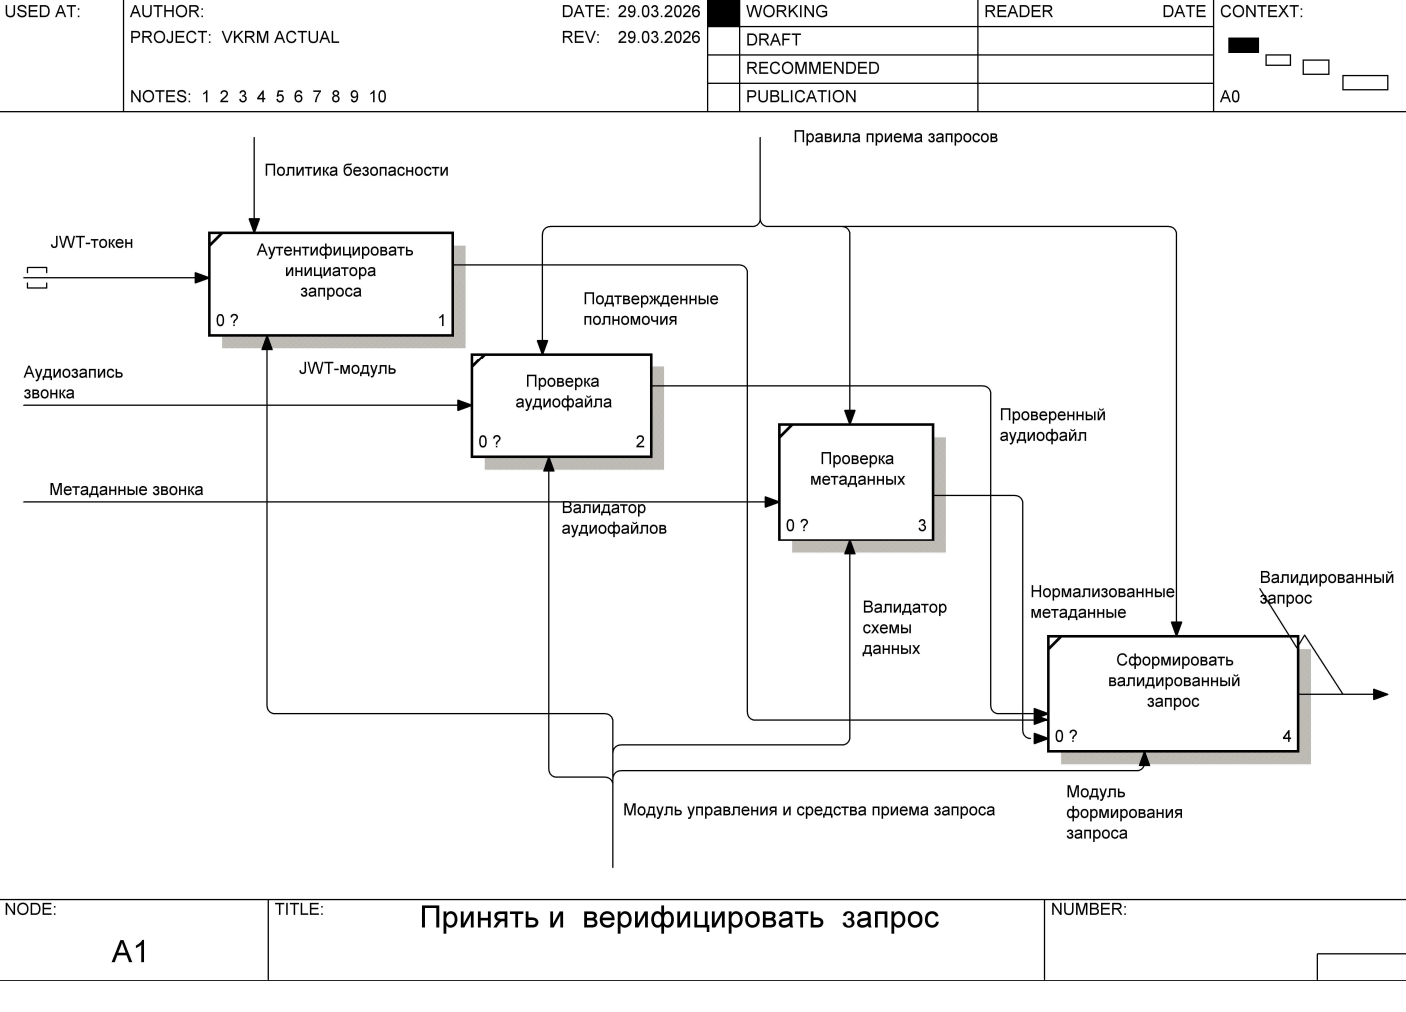 USED AT:
AUTHOR:
DATE: 29.03.2026
WORKING
READER
DATE
CONTEXT:
PROJECT: VKRM ACTUAL
REV: 29.03.2026
DRAFT
RECOMMENDED
NOTES: 1 2 3 4 5 6 7 8 9 10
PUBLICATION
A0
Правила приема запросов
Политика безопасности
JWT-токен
Аутентифицировать
инициатора
запроса
0 ?
1
Подтвержденные
полномочия
JWT-модуль
Аудиозапись
звонка
Проверка
аудиофайла
0 ?
2
Проверенный
аудиофайл
Проверка
метаданных
0 ?
3
Метаданные звонка
Валидатор
аудиофайлов
Валидатор
схемы
данных
Нормализованные
метаданные
Валидированный
запрос
Сформировать
валидированный
запрос
0 ?
4
Модуль управления и средства приема запроса
Модуль
формирования
запроса
NODE:
A1
TITLE:
Принять и верифицировать запрос
NUMBER: